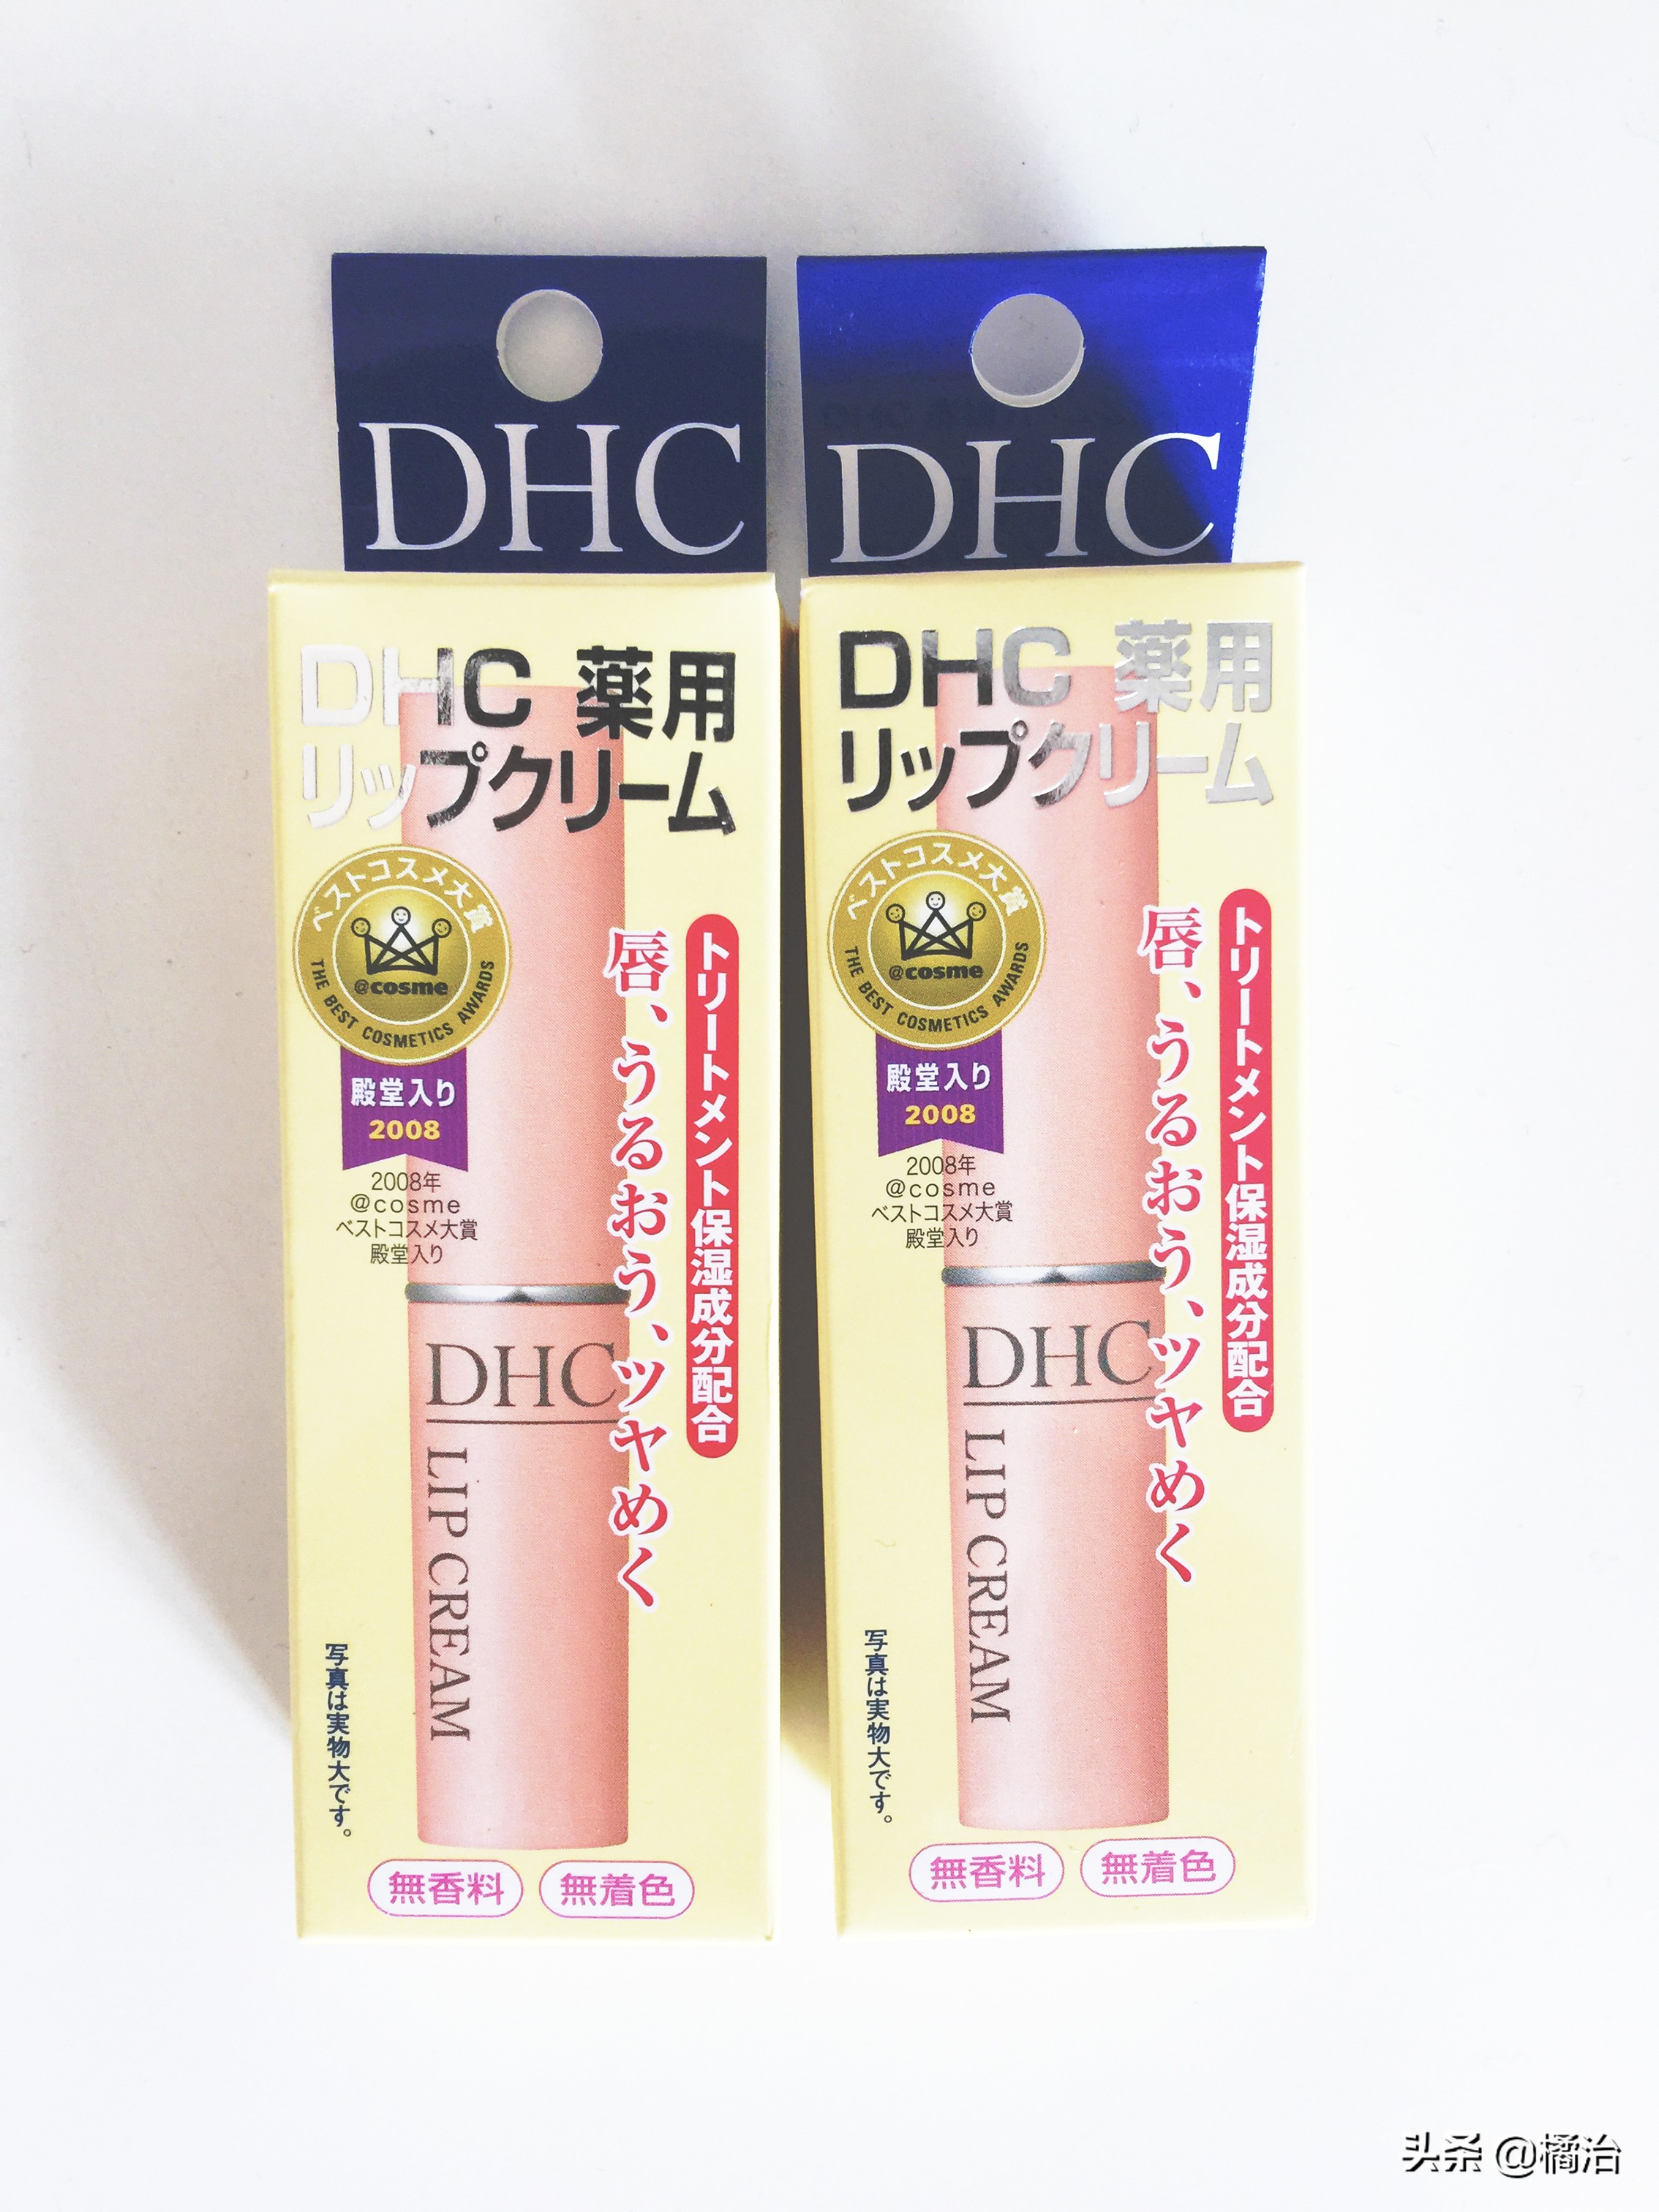 DHC
DHC 薬用
リップクリーム
ベストコスメ大賞
@cosme
THE BEST COSMETICS AWARDS
殿堂入り
2008
2008年
@cosme
ベストコスメ大賞
殿堂入り
トリートメント保湿成分配合
唇、うるおう、ツヤめく
DHC
LIP CREAM
写真は実物大です。
無香料
無着色
DHC
DHC 薬用
リップクリーム
ベストコスメ大賞
@cosme
THE BEST COSMETICS AWARDS
殿堂入り
2008
2008年
@cosme
ベストコスメ大賞
殿堂入り
トリートメント保湿成分配合
唇、うるおう、ツヤめく
DHC
LIP CREAM
写真は実物大です。
無香料
無着色
头条 @橘治